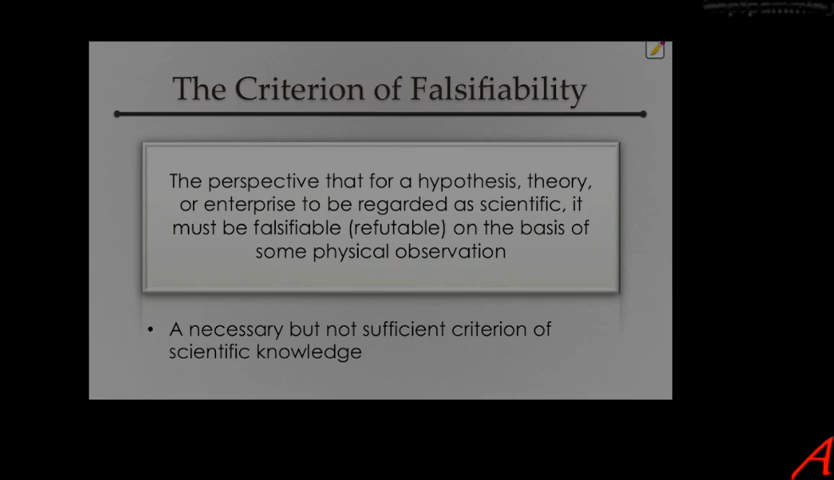 The Criterion of Falsifiability
The perspective that for a hypothesis, theory,
or enterprise to be regarded as scientific, it
must be falsifiable (refutable) on the basis of
some physical observation
• A necessary but not sufficient criterion of
scientific knowledge
A